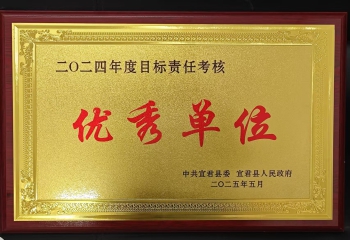 二〇二四年度目标责任考核
优秀单位
中共宜君县委 宜君县人民政府
二〇二五年五月